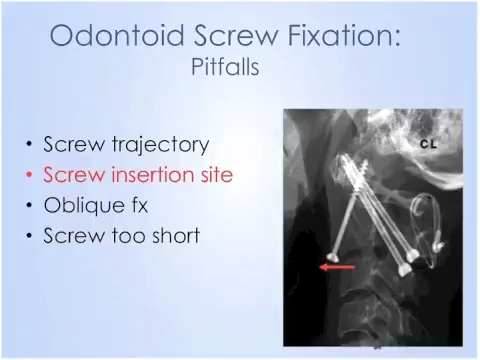 Odontoid Screw Fixation:
Pitfalls
• Screw trajectory
• Screw insertion site
• Oblique fx
• Screw too short
CL